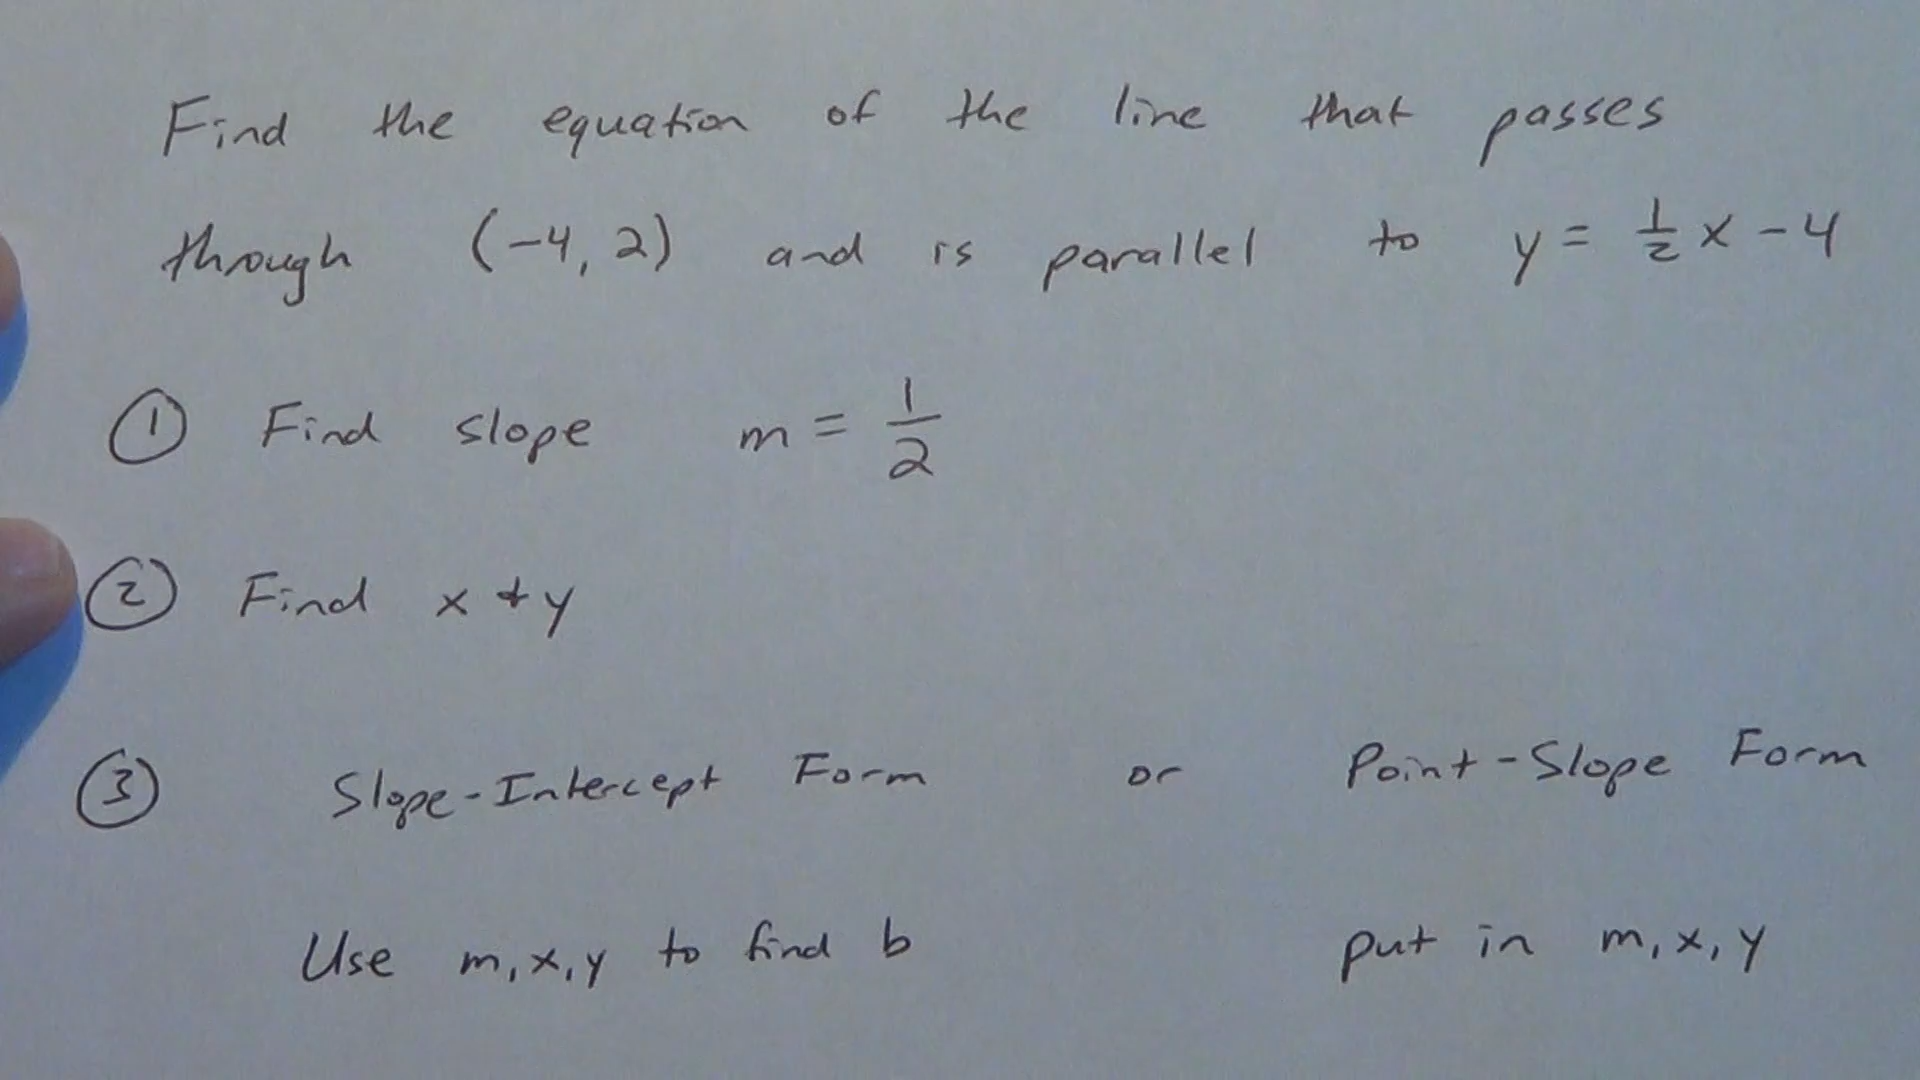 Find the equation of the line that passes
through (-4, 2) and is parallel to y = 1/2 x - 4
① Find slope m = 1/2
② Find x + y
③ Slope-Intercept Form or Point-Slope Form
Use m, x, y to find b put in m, x, y